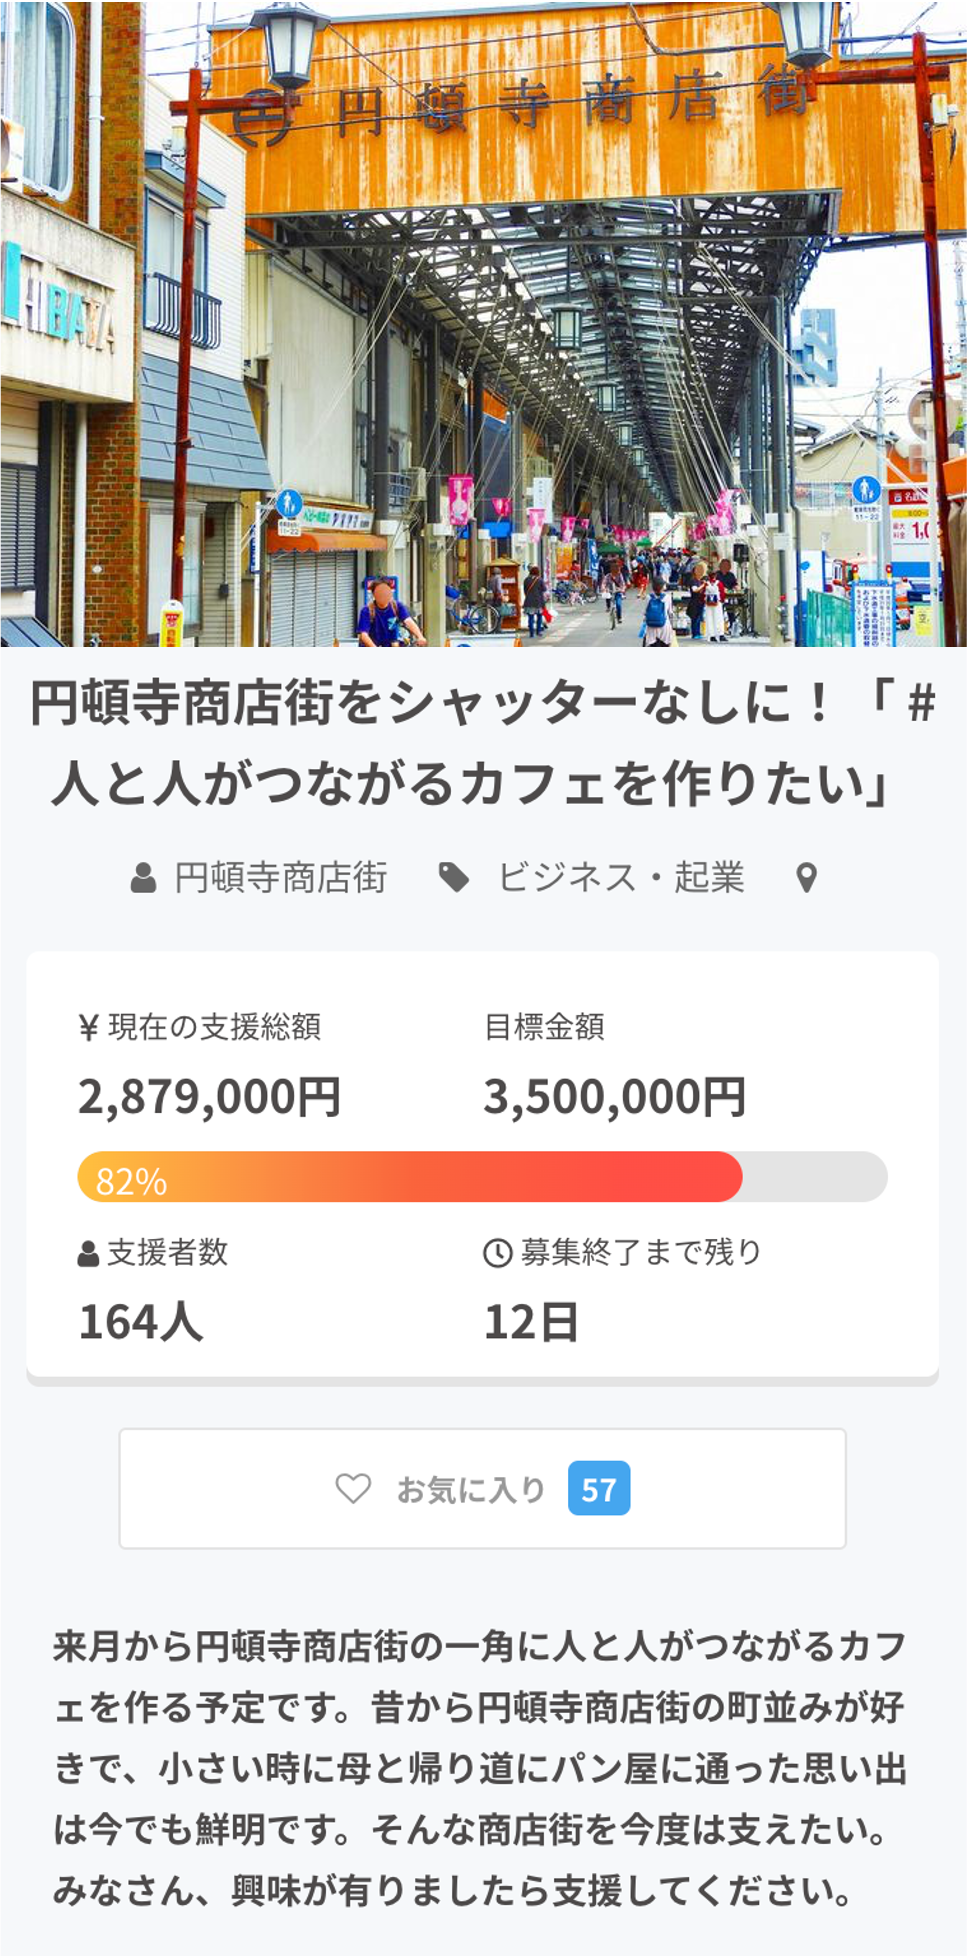 円頓寺商店街
HIBATA
11-22
11-22
円頓寺商店街をシャッターなしに！「#
人と人がつながるカフェを作りたい」
円頓寺商店街 ビジネス・起業
¥ 現在の支援総額 目標金額
2,879,000円 3,500,000円
82%
支援者数 募集終了まで残り
164人 12日
お気に入り 57
来月から円頓寺商店街の一角に人と人がつながるカフ
ェを作る予定です。昔から円頓寺商店街の町並みが好
きで、小さい時に母と帰り道にパン屋に通った思い出
は今でも鮮明です。そんな商店街を今度は支えたい。
みなさん、興味が有りましたら支援してください。